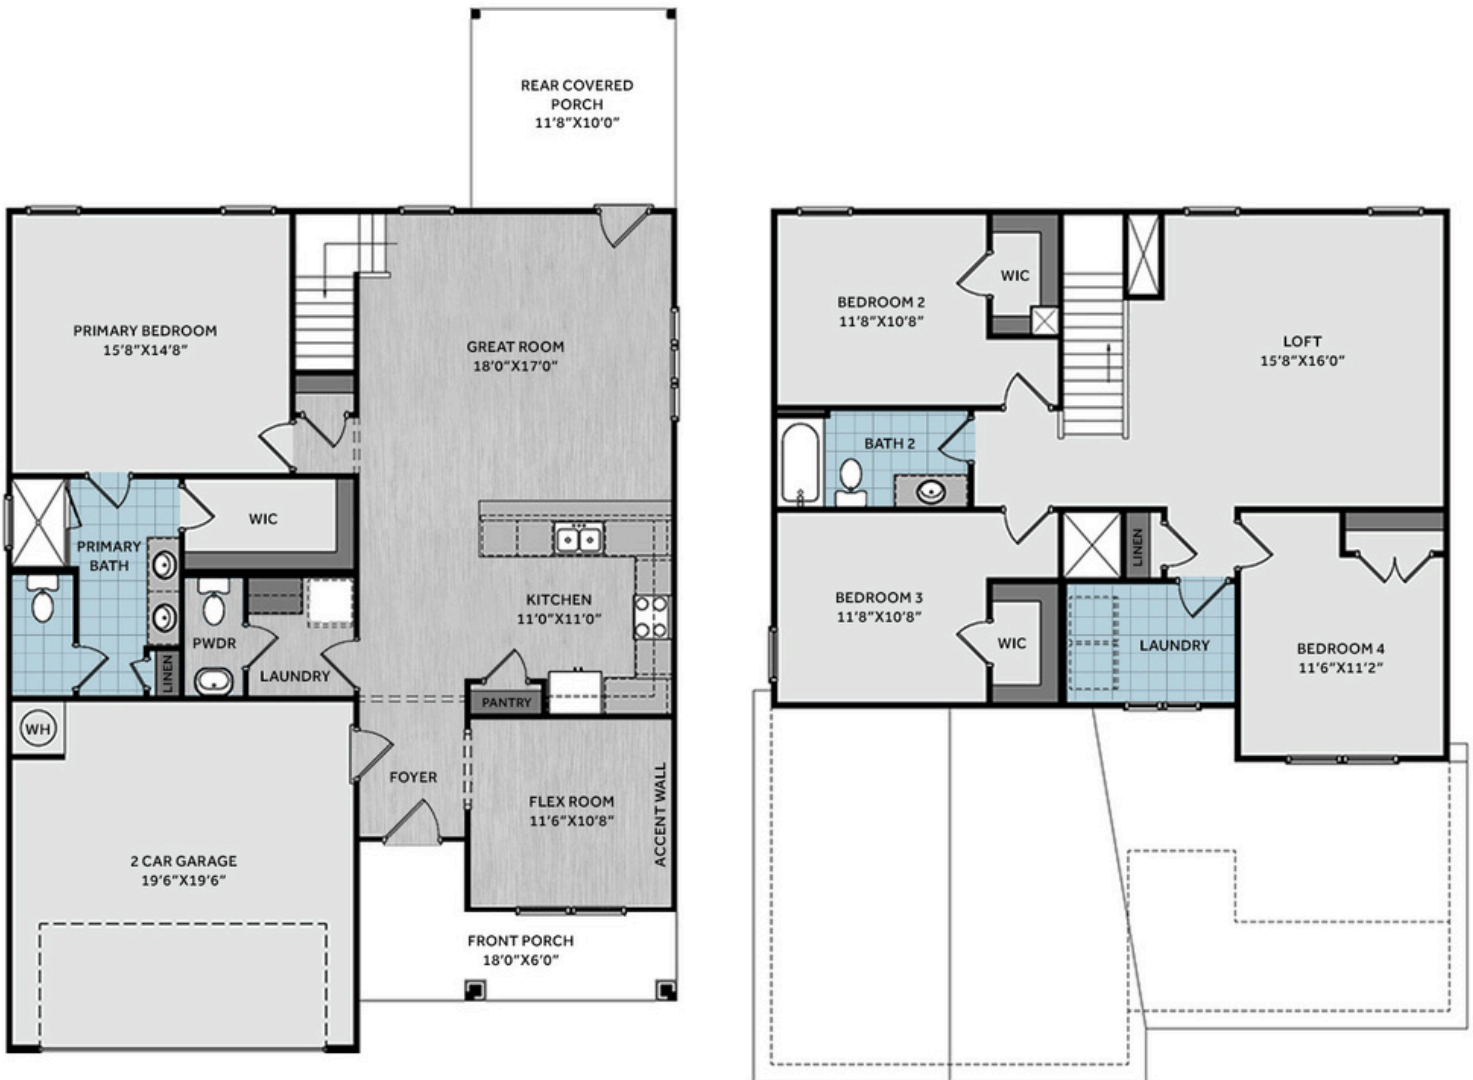 REAR COVERED
PORCH
11'8"X10'0"
PRIMARY BEDROOM
15'8"X14'8"
GREAT ROOM
18'0"X17'0"
WIC
PRIMARY
BATH
KITCHEN
11'0"X11'0"
PWDR
LAUNDRY
LINEN
PANTRY
WH
FOYER
FLEX ROOM
11'6"X10'8"
ACCENT WALL
2 CAR GARAGE
19'6"X19'6"
FRONT PORCH
18'0"X6'0"
BEDROOM 2
11'8"X10'8"
WIC
LOFT
15'8"X16'0"
BATH 2
LINEN
BEDROOM 3
11'8"X10'8"
WIC
LAUNDRY
BEDROOM 4
11'6"X11'2"